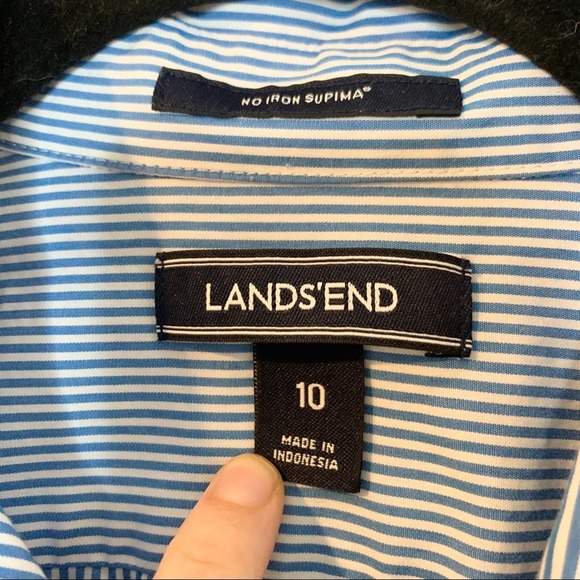 NO IRON SUPIMA®
LANDS'END
10
MADE IN
INDONESIA